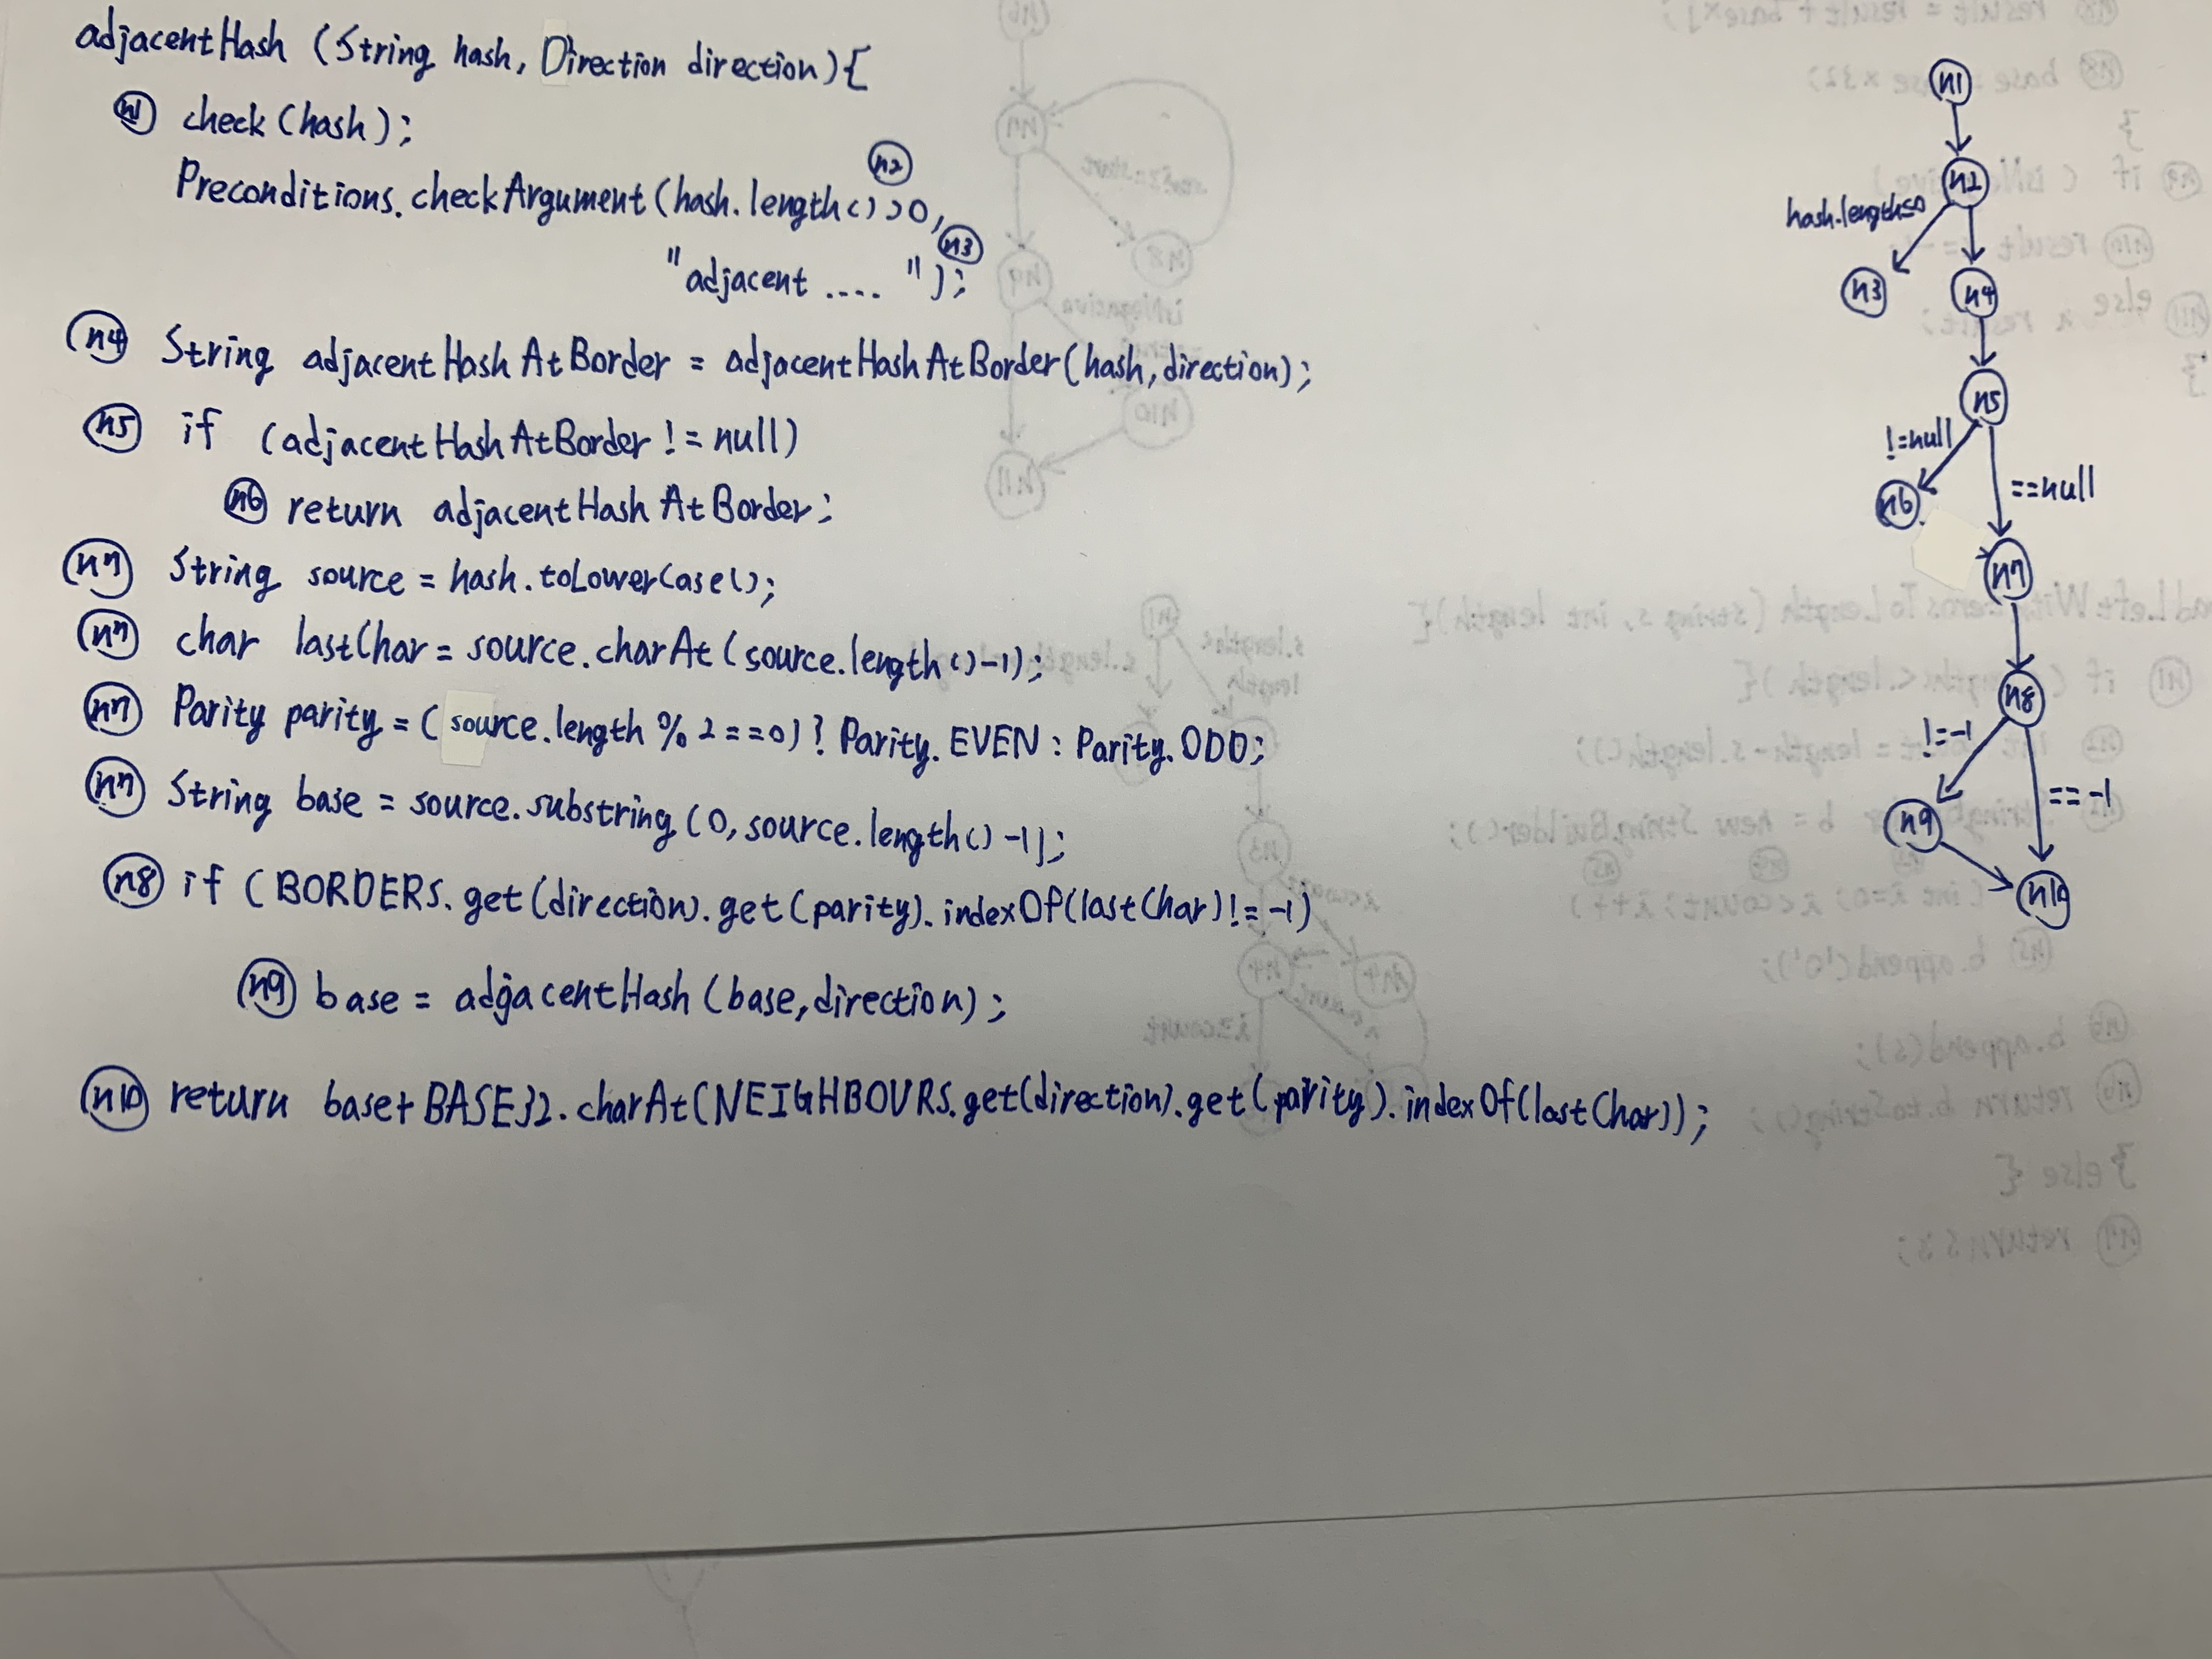 adjacentHash (String hash, Direction direction){
n1 check(hash);
n2
Preconditions.checkArgument(hash.length()>0,
n3
"adjacent .... ");
n4 String adjacentHashAtBorder = adjacentHashAtBorder(hash,direction);
n5 if (adjacentHashAtBorder != null)
n6 return adjacentHashAtBorder;
n7 String source = hash.toLowerCase();
n7 char lastChar = source.charAt(source.length()-1);
n7 Parity parity = (source.length % 2==0)? Parity.EVEN : Parity.ODD;
n7 String base = source.substring(0,source.length()-1);
n8 if (BORDERS.get(direction).get(parity).indexOf(lastChar)!=-1)
n9 base = adjacentHash(base,direction);
n10 return base+BASE32.charAt(NEIGHBOURS.get(direction).get(parity).indexOf(lastChar));
n1
n2
hash.length≤0
n3
n4
n5
!=null
==null
n6
n7
n8
!=-1
==-1
n9
n10